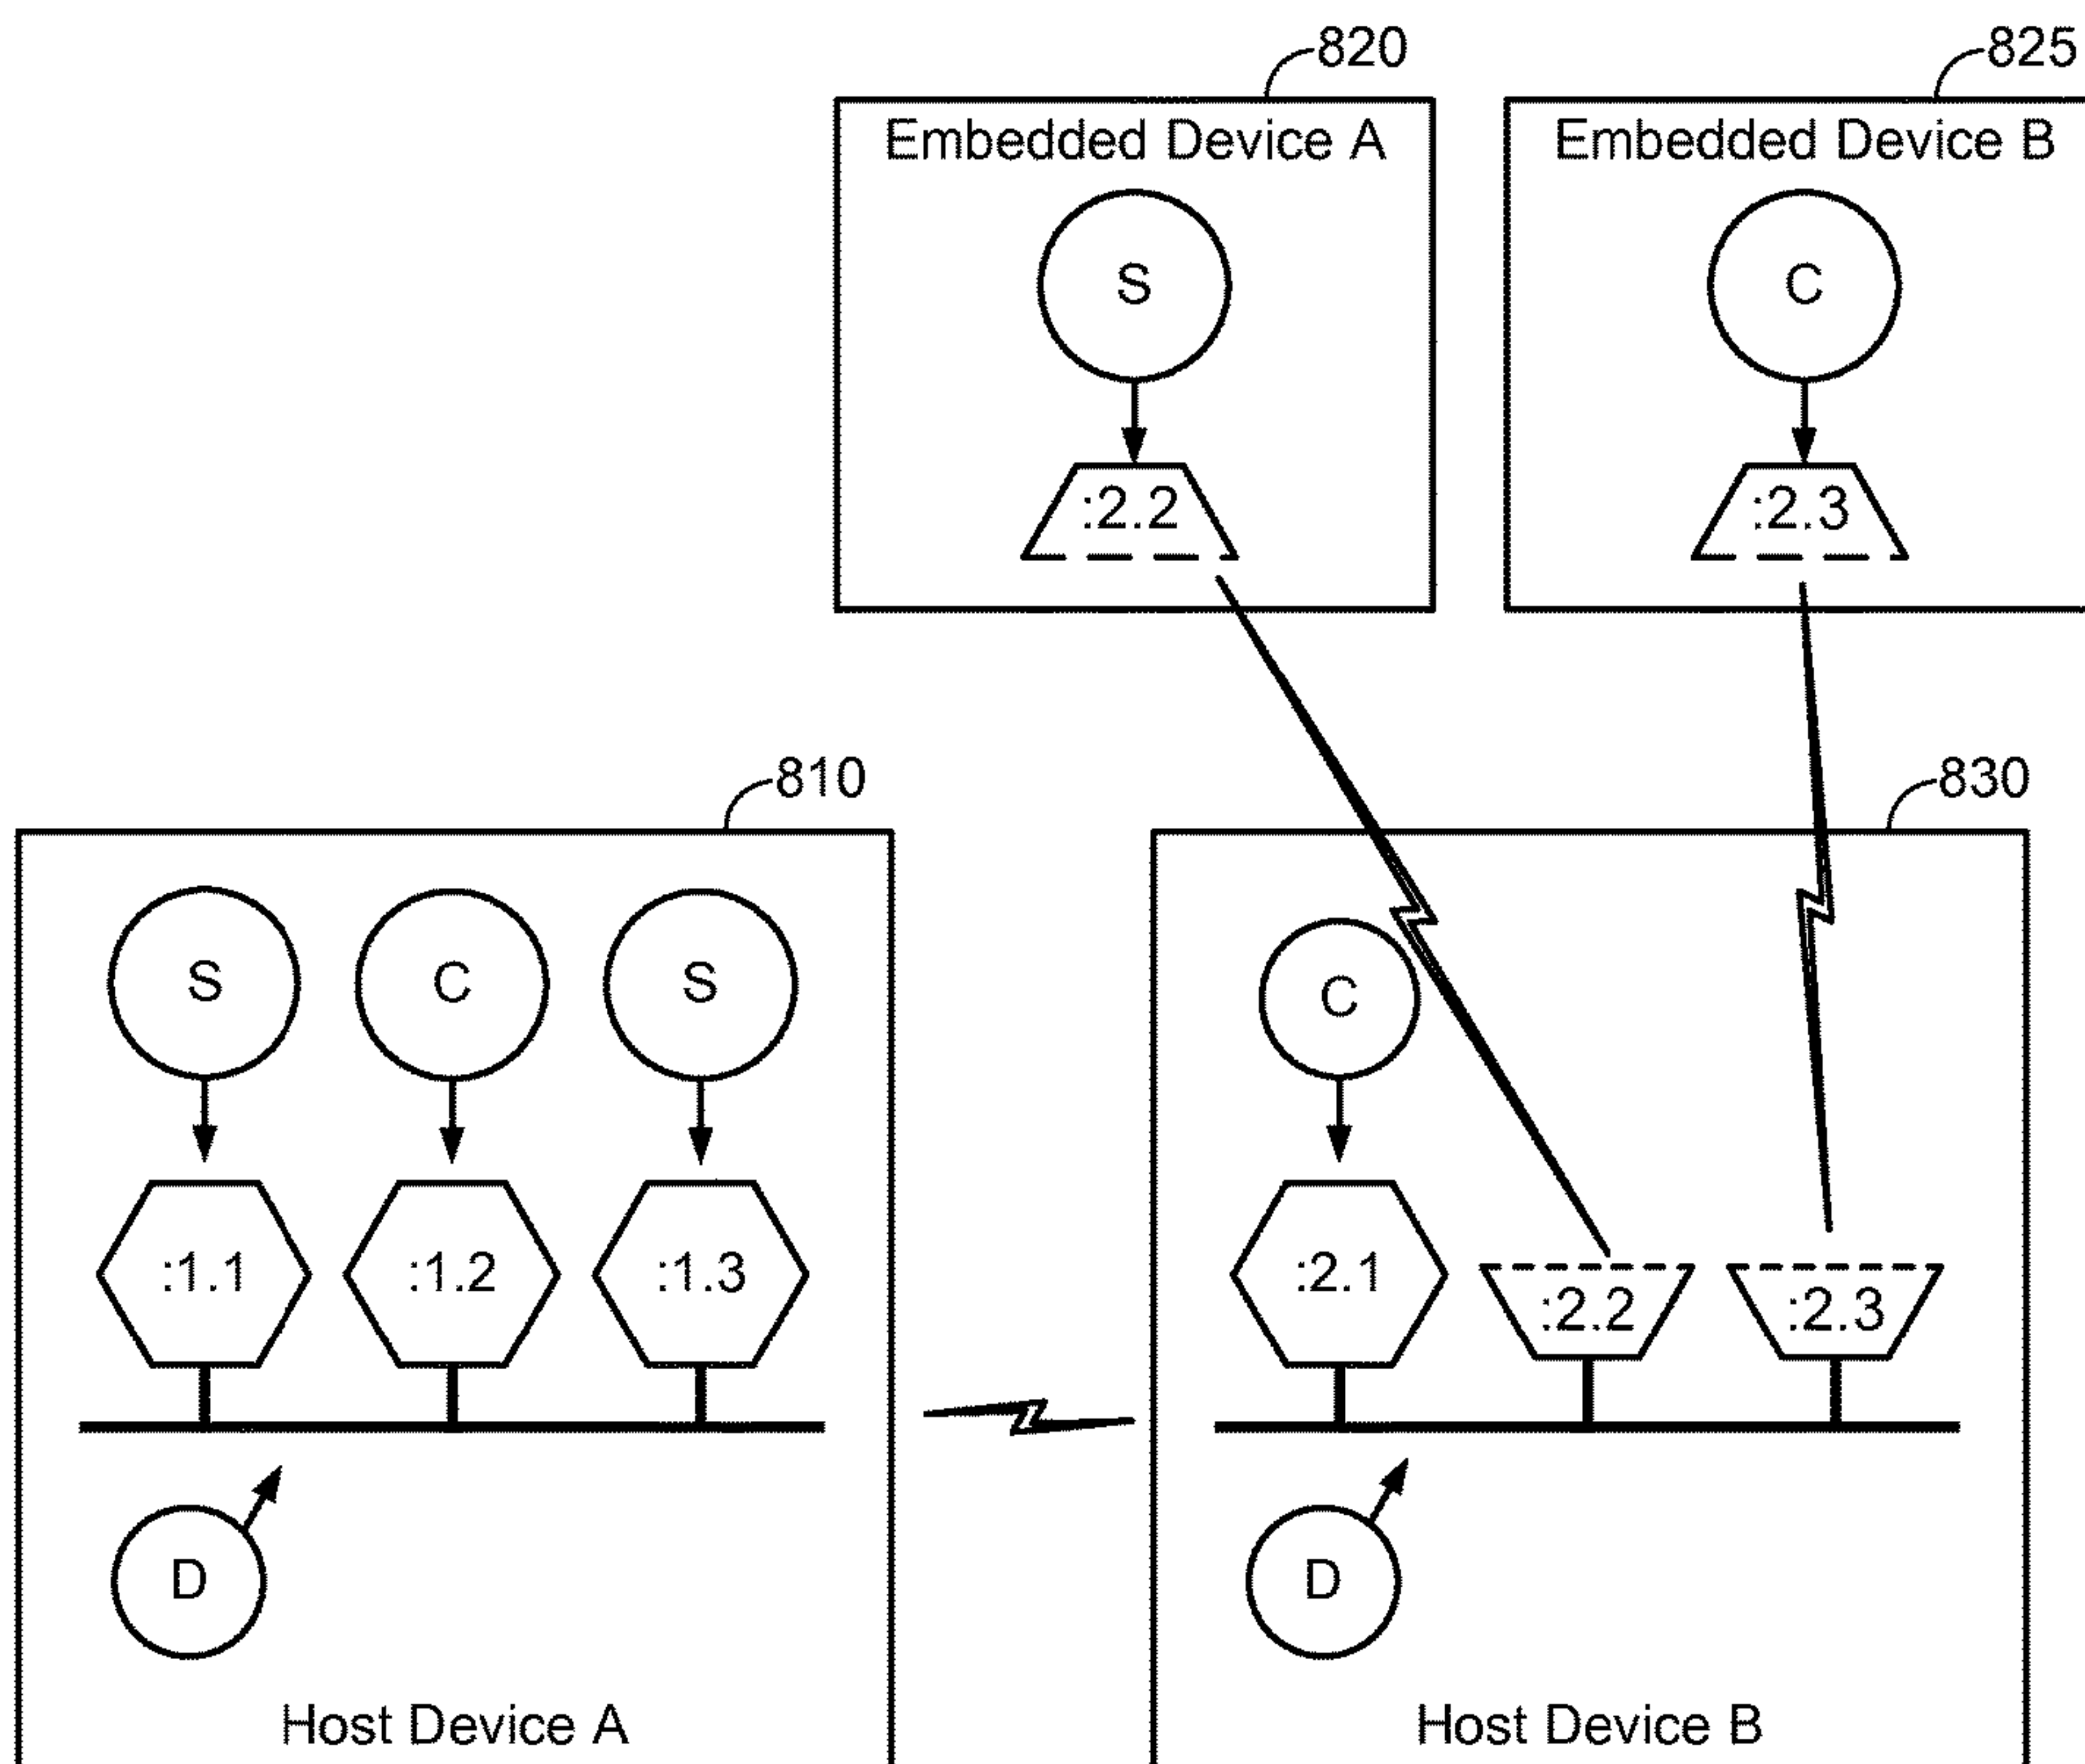 820
825
Embedded Device A
Embedded Device B
S
C
:2.2
:2.3
810
830
S
C
S
C
:1.1
:1.2
:1.3
:2.1
:2.2
:2.3
D
D
Host Device A
Host Device B